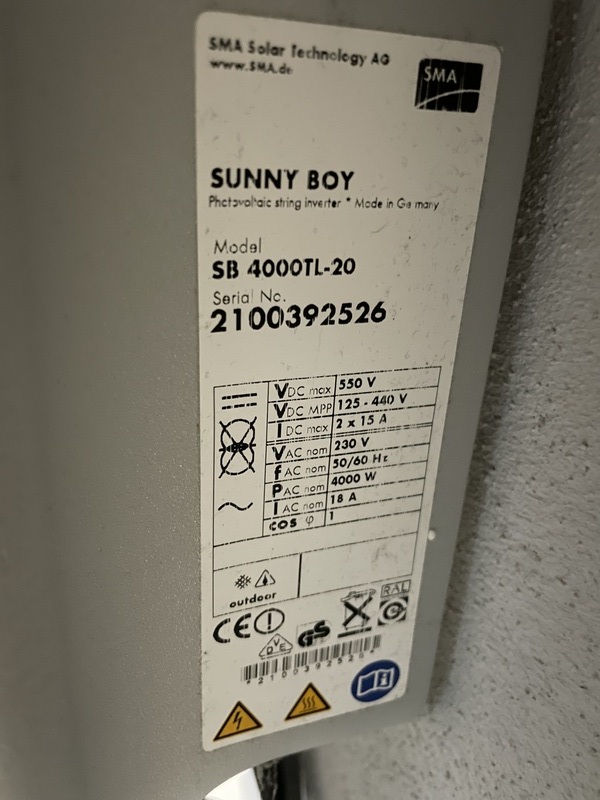 SMA Solar Technology AG
www.SMA.de
SMA
SUNNY BOY
Photovoltaic string inverter * Made in Germany
Model
SB 4000TL-20
Serial No.
2100392526
VDC max 550 V
VDC MPP 125 - 440 V
IDC max 2 x 15 A
VAC nom 230 V
fAC nom 50/60 Hz
PAC nom 4000 W
IAC nom 18 A
cos φ 1
outdoor
RAL
CE
DVE
GS